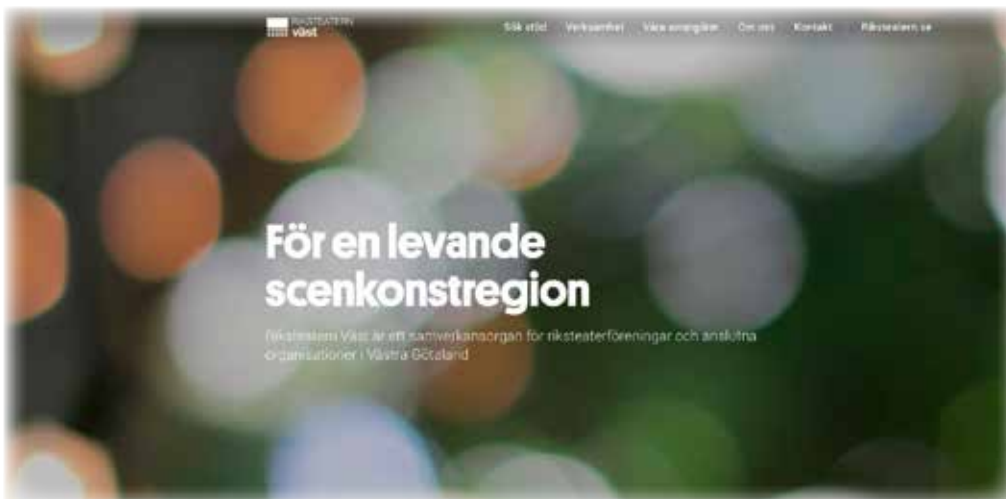 RIKSTEATERN
väst
Sök stöd Verksamhet Våra arrangörer Om oss Kontakt Riksteatern.se
För en levande
scenkonstregion
Riksteatern Väst är ett samverkansorgan för riksteaterföreningar och anslutna
organisationer i Västra Götaland